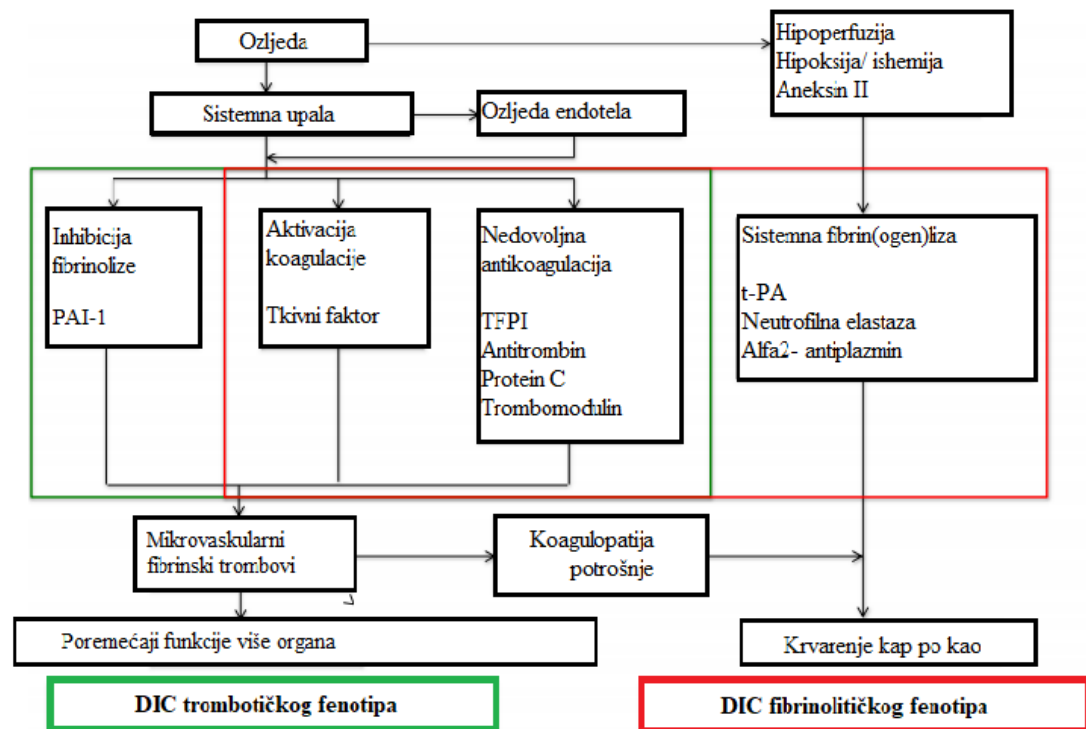 Ozljeda
Hipoperfuzija
Hipoksija/ ishemija
Aneksin II
Sistemna upala
Ozljeda endotela
Inhibicija
fibrinolize
PAI-1
Aktivacija
koagulacije
Tkivni faktor
Nedovoljna
antikoagulacija
TFPI
Antitrombin
Protein C
Trombomodulin
Sistemna fibrin(ogen)liza
t-PA
Neutrofilna elastaza
Alfa2- antiplazmin
Mikrovaskularni
fibrinski trombovi
Koagulopatija
potrošnje
Poremećaji funkcije više organa
Krvarenje kap po kao
DIC trombotičkog fenotipa
DIC fibrinolitičkog fenotipa